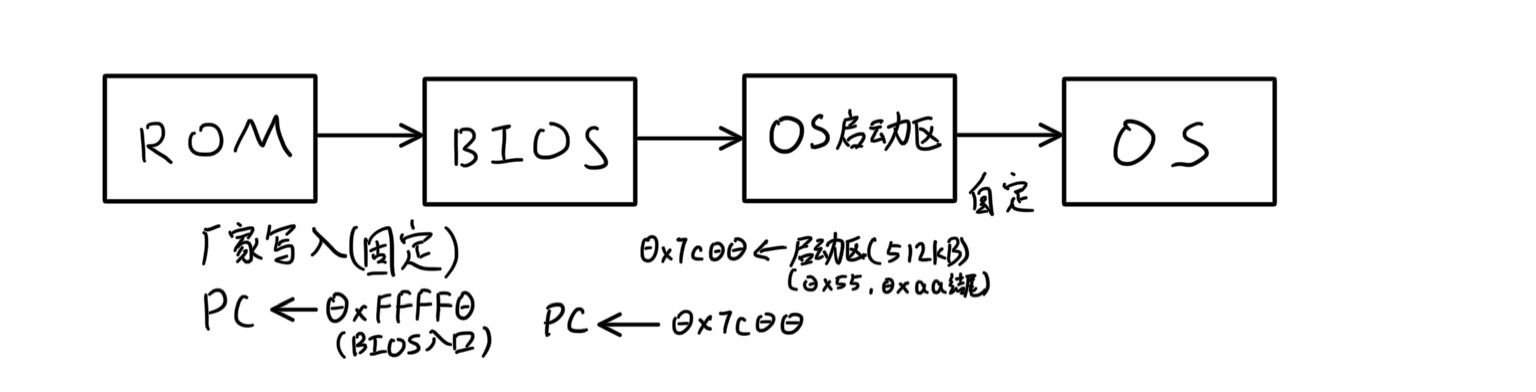 ROM
BIOS
OS启动区
OS
自定
厂家写入(固定)
PC ← 0xFFFF0
(BIOS入口)
0x7c00 ← 启动区(512kB)
(0x55, 0xaa结尾)
PC ← 0x7c00